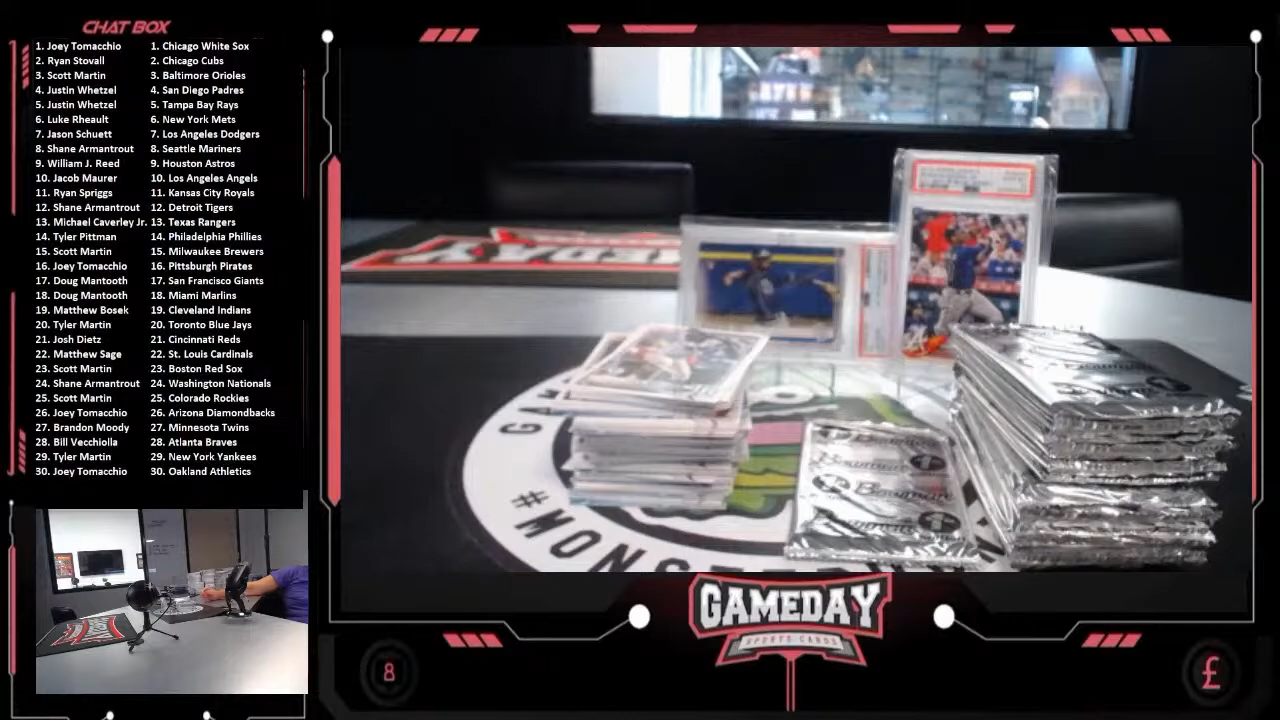 CHAT BOX
1. Joey Tomacchio 1. Chicago White Sox
2. Ryan Stovall 2. Chicago Cubs
3. Scott Martin 3. Baltimore Orioles
4. Justin Whetzel 4. San Diego Padres
5. Justin Whetzel 5. Tampa Bay Rays
6. Luke Rheault 6. New York Mets
7. Jason Schuett 7. Los Angeles Dodgers
8. Shane Armantrout 8. Seattle Mariners
9. William J. Reed 9. Houston Astros
10. Jacob Maurer 10. Los Angeles Angels
11. Ryan Spriggs 11. Kansas City Royals
12. Shane Armantrout 12. Detroit Tigers
13. Michael Caverley Jr. 13. Texas Rangers
14. Tyler Pittman 14. Philadelphia Phillies
15. Scott Martin 15. Milwaukee Brewers
16. Joey Tomacchio 16. Pittsburgh Pirates
17. Doug Mantooth 17. San Francisco Giants
18. Doug Mantooth 18. Miami Marlins
19. Matthew Bosek 19. Cleveland Indians
20. Tyler Martin 20. Toronto Blue Jays
21. Josh Dietz 21. Cincinnati Reds
22. Matthew Sage 22. St. Louis Cardinals
23. Scott Martin 23. Boston Red Sox
24. Shane Armantrout 24. Washington Nationals
25. Scott Martin 25. Colorado Rockies
26. Joey Tomacchio 26. Arizona Diamondbacks
27. Brandon Moody 27. Minnesota Twins
28. Bill Vecchiolla 28. Atlanta Braves
29. Tyler Martin 29. New York Yankees
30. Joey Tomacchio 30. Oakland Athletics
Bowman
GAMEDAY
SPORTS CARDS
8
£